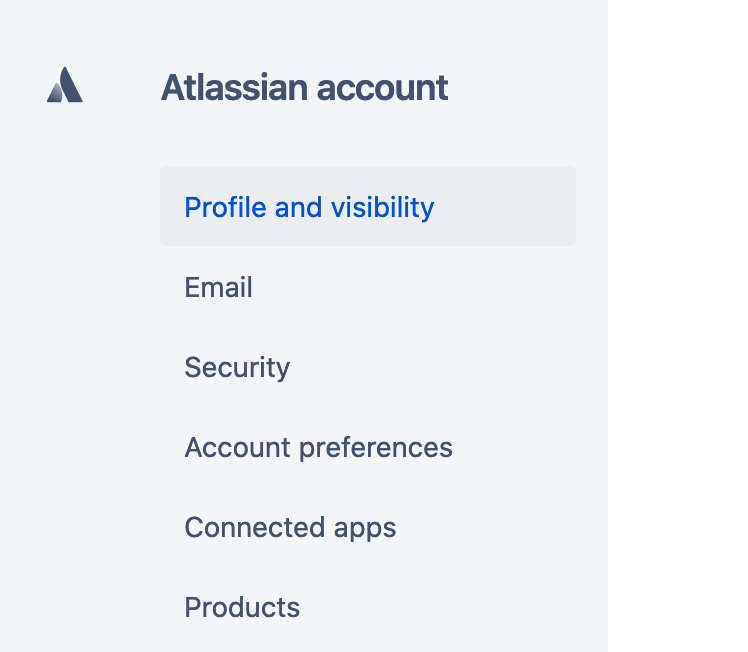 Atlassian account
Profile and visibility
Email
Security
Account preferences
Connected apps
Products